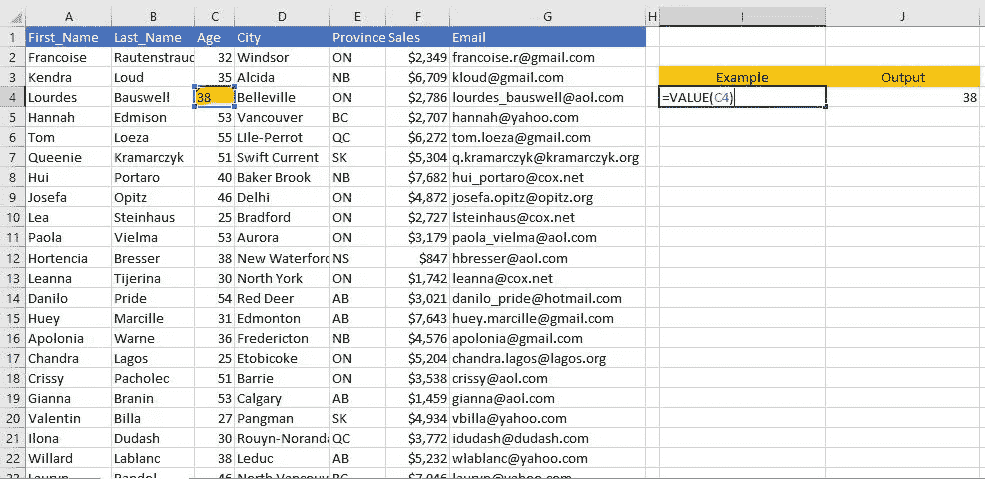 A B C D E F G H I J
1 First_Name Last_Name Age City Province Sales Email
2 Francoise Rautenstrauc 32 Windsor ON $2,349 francoise.r@gmail.com
3 Kendra Loud 35 Alcida NB $6,709 kloud@gmail.com Example Output
4 Lourdes Bauswell 38 Belleville ON $2,786 lourdes_bauswell@aol.com =VALUE(C4) 38
5 Hannah Edmison 53 Vancouver BC $2,707 hannah@yahoo.com
6 Tom Loeza 55 LIle-Perrot QC $6,272 tom.loeza@gmail.com
7 Queenie Kramarczyk 51 Swift Current SK $5,304 q.kramarczyk@kramarczyk.org
8 Hui Portaro 40 Baker Brook NB $7,682 hui_portaro@cox.net
9 Josefa Opitz 46 Delhi ON $4,872 josefa.opitz@opitz.org
10 Lea Steinhaus 25 Bradford ON $2,727 lsteinhaus@cox.net
11 Paola Vielma 53 Aurora ON $3,179 paola_vielma@aol.com
12 Hortencia Bresser 38 New Waterford NS $847 hbresser@aol.com
13 Leanna Tijerina 30 North York ON $1,742 leanna@cox.net
14 Danilo Pride 54 Red Deer AB $3,021 danilo_pride@hotmail.com
15 Huey Marcille 31 Edmonton AB $7,643 huey.marcille@gmail.com
16 Apolonia Warne 36 Fredericton NB $4,576 apolonia@gmail.com
17 Chandra Lagos 25 Etobicoke ON $5,204 chandra.lagos@lagos.org
18 Crissy Pacholec 51 Barrie ON $3,538 crissy@aol.com
19 Gianna Branin 53 Calgary AB $1,459 gianna@aol.com
20 Valentin Billa 27 Pangman SK $4,934 vbilla@yahoo.com
21 Ilona Dudash 30 Rouyn-Noranda QC $3,772 idudash@dudash.com
22 Willard Lablanc 38 Leduc AB $5,232 wlablanc@yahoo.com